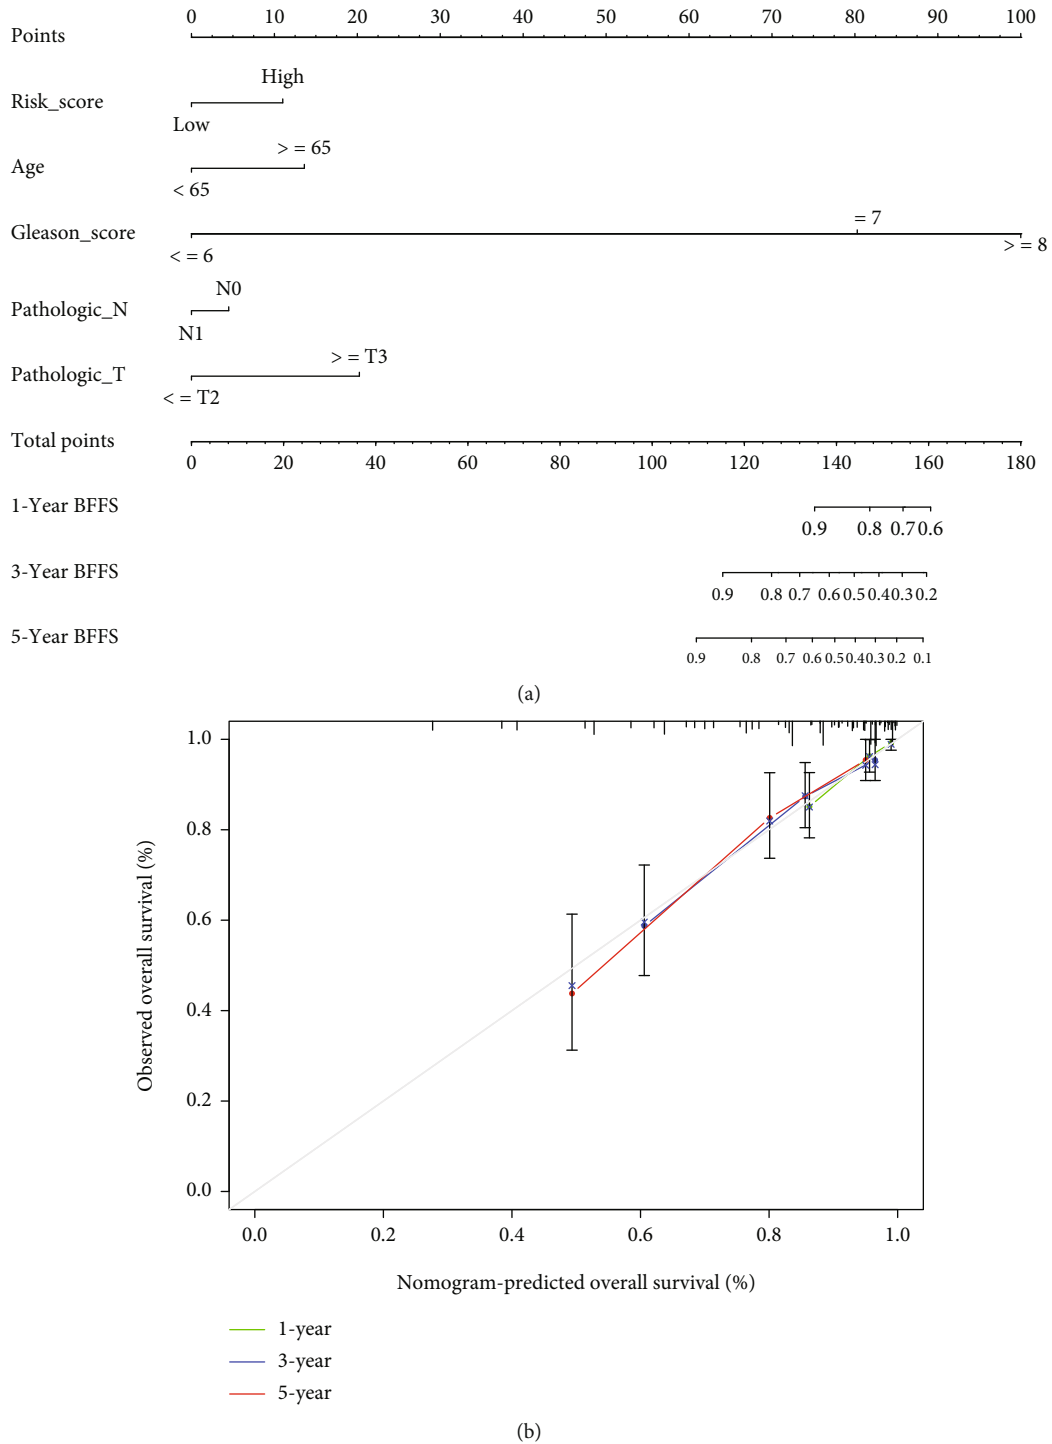 Points
0 10 20 30 40 50 60 70 80 90 100
Risk_score
High
Low
Age
> = 65
< 65
Gleason_score
= 7
< = 6
> = 8
Pathologic_N
N0
N1
Pathologic_T
> = T3
< = T2
Total points
0 20 40 60 80 100 120 140 160 180
1-Year BFFS
0.9 0.8 0.7 0.6
3-Year BFFS
0.9 0.8 0.7 0.6 0.5 0.4 0.3 0.2
5-Year BFFS
0.9 0.8 0.7 0.6 0.5 0.4 0.3 0.2 0.1
(a)
Observed overall survival (%)
1.0
0.8
0.6
0.4
0.2
0.0
0.0 0.2 0.4 0.6 0.8 1.0
Nomogram-predicted overall survival (%)
1-year
3-year
5-year
(b)